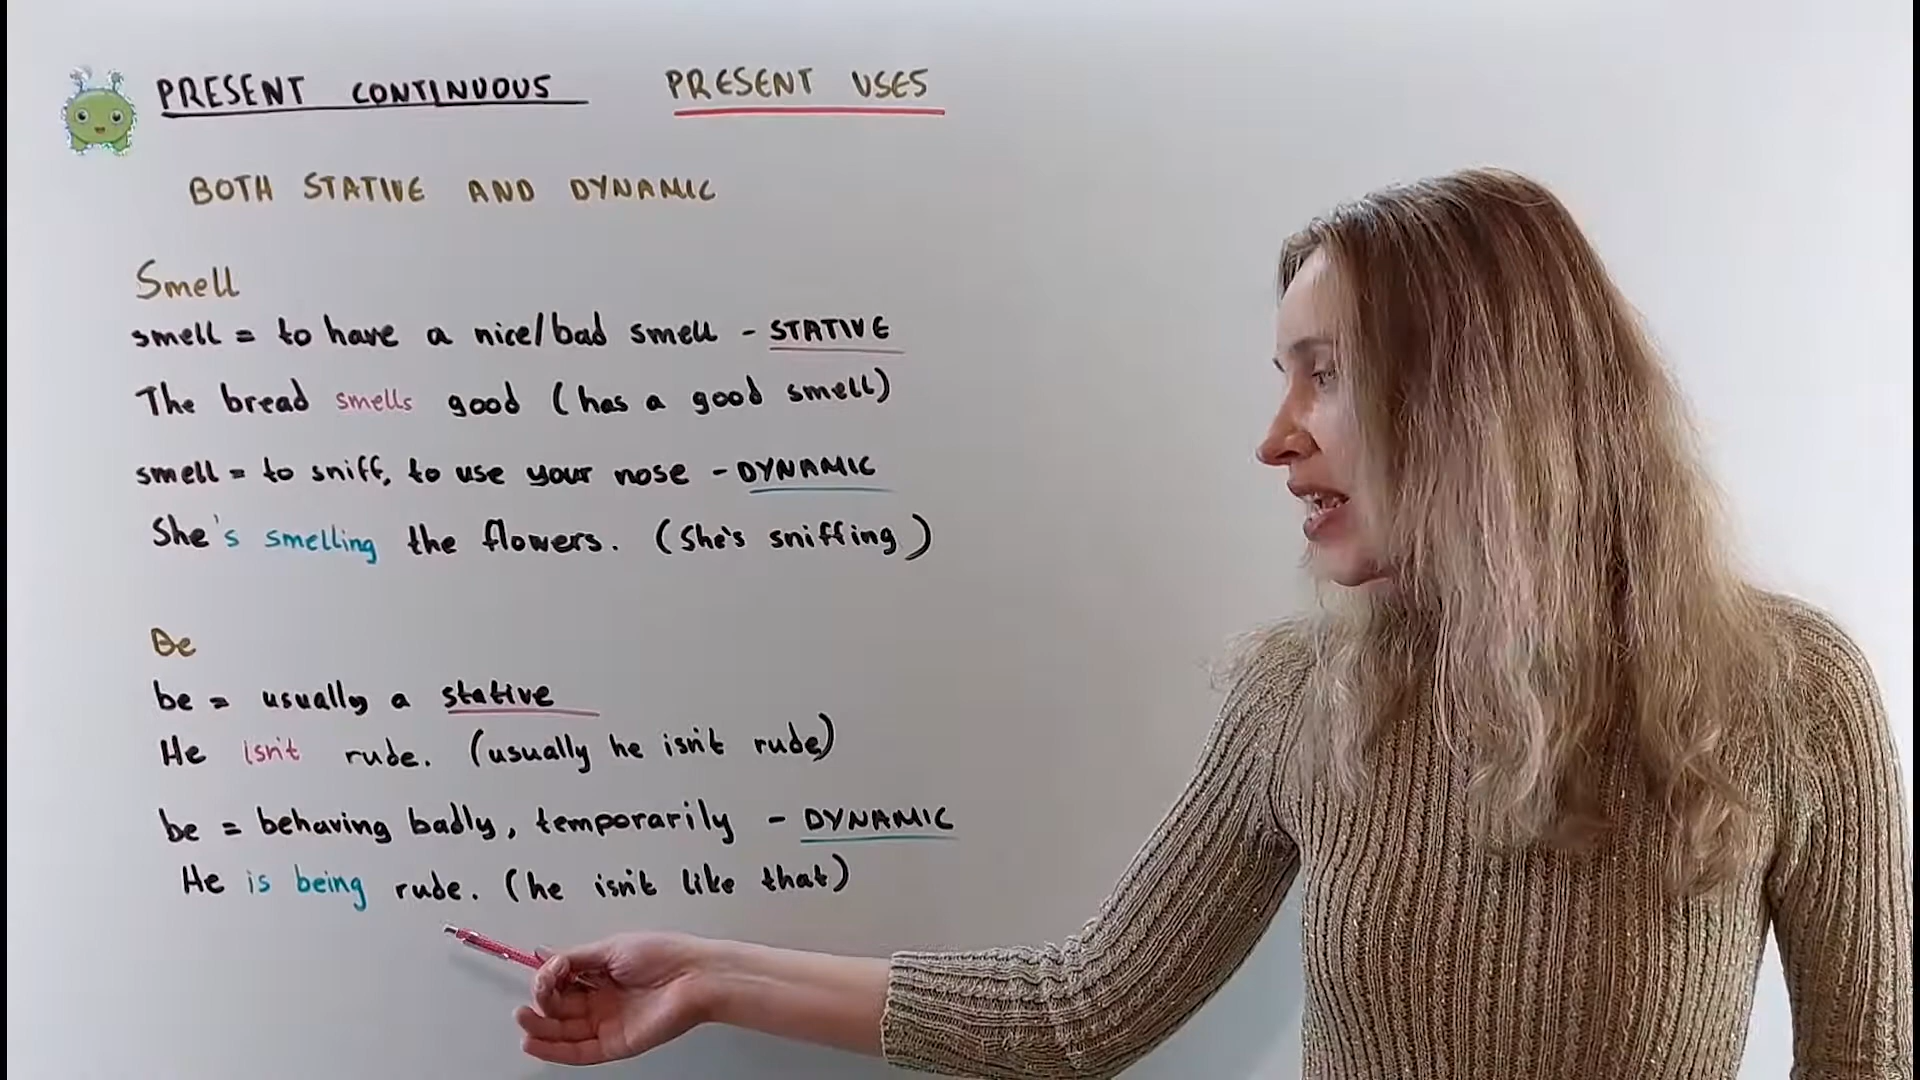 PRESENT CONTINUOUS PRESENT USES
BOTH STATIVE AND DYNAMIC
Smell
smell = to have a nice/bad smell - STATIVE
The bread smells good (has a good smell)
smell = to sniff, to use your nose - DYNAMIC
She's smelling the flowers. (She's sniffing)
Be
be = usually a stative
He isn't rude. (usually he isn't rude)
be = behaving badly, temporarily - DYNAMIC
He is being rude. (he isn't like that)